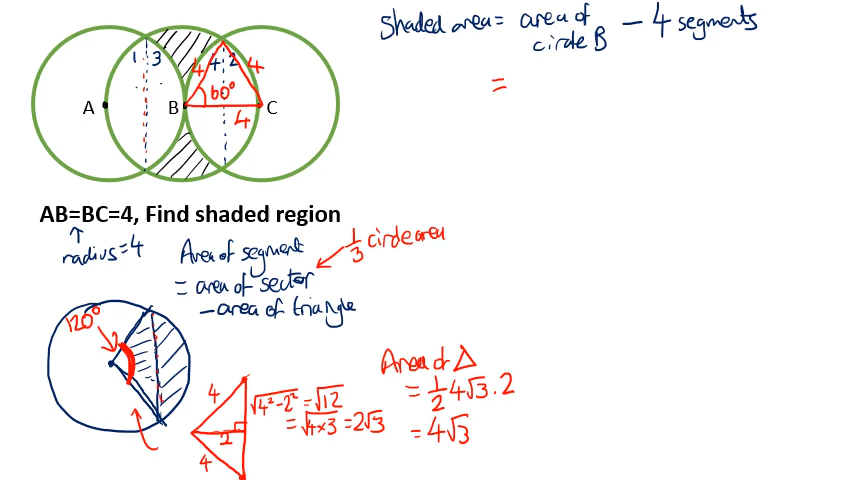 Shaded area = area of circle B - 4 segments
=
1 3 4 4 2 4
60°
A B C
4
AB=BC=4, Find shaded region
radius=4
Area of segment
= area of sector
- area of triangle
1/3 circle area
120°
4
√4²-2² = √12
= √4×3 = 2√3
2
4
Area of Δ
= 1/2 4√3 · 2
= 4√3